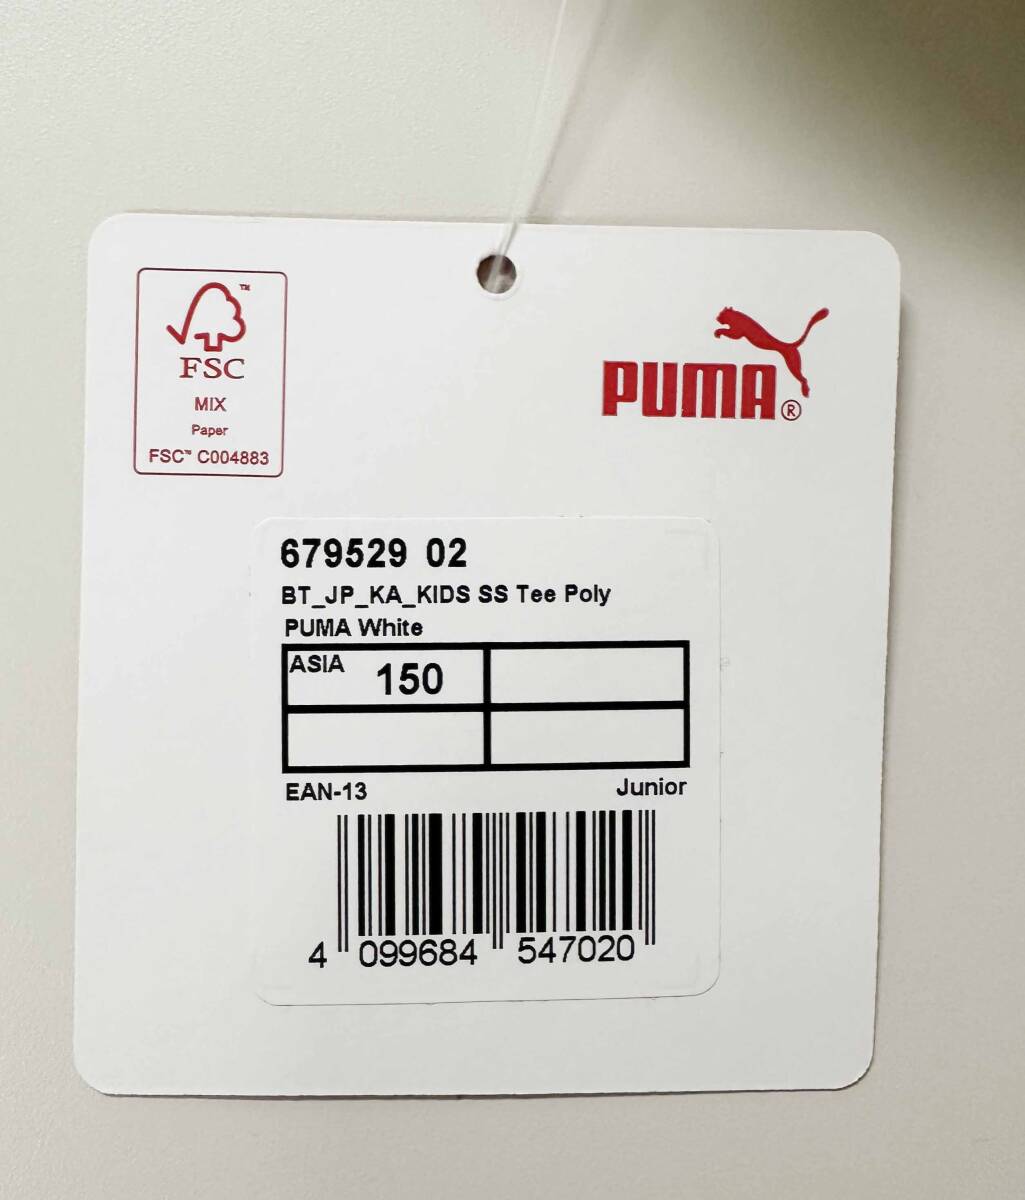 FSC
MIX
Paper
FSC™ C004883
PUMA®
679529 02
BT_JP_KA_KIDS SS Tee Poly
PUMA White
ASIA 150
EAN-13 Junior
4 099684 547020